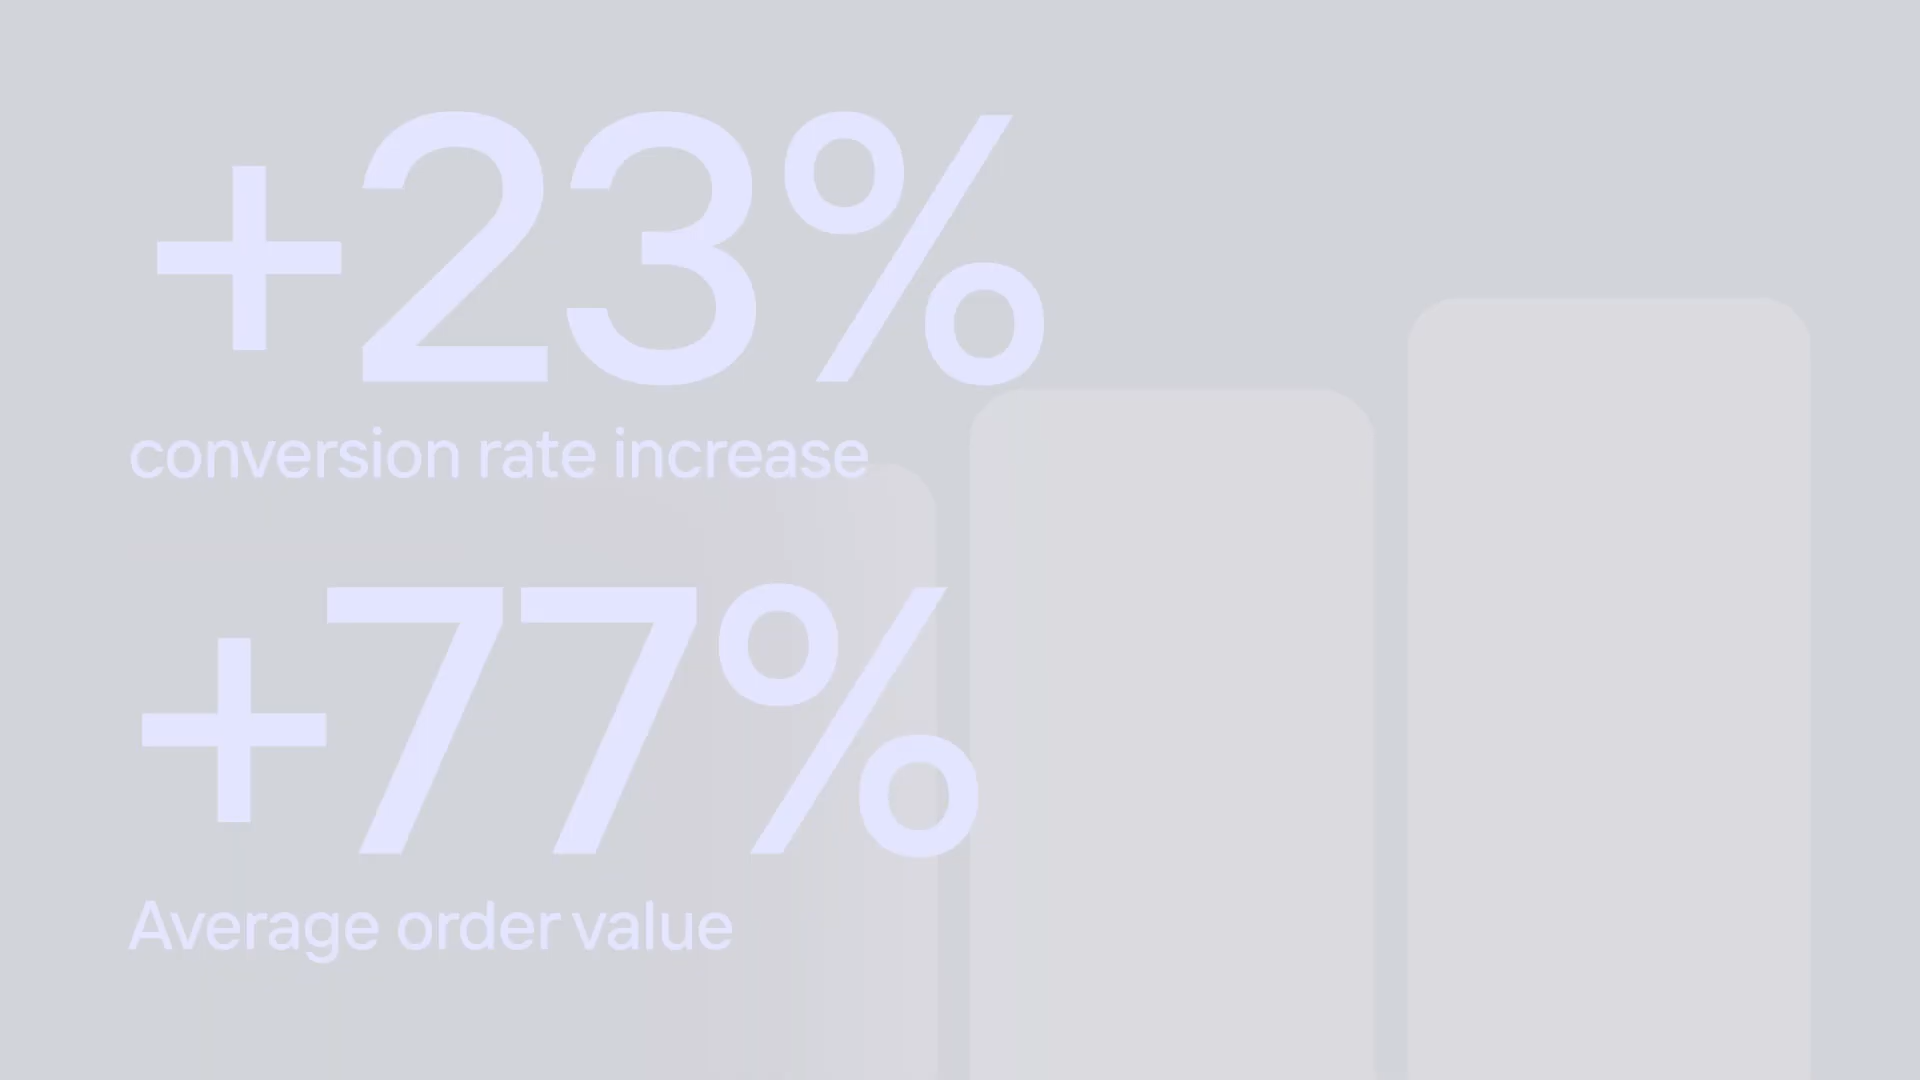 +23%
conversion rate increase
+77%
Average order value